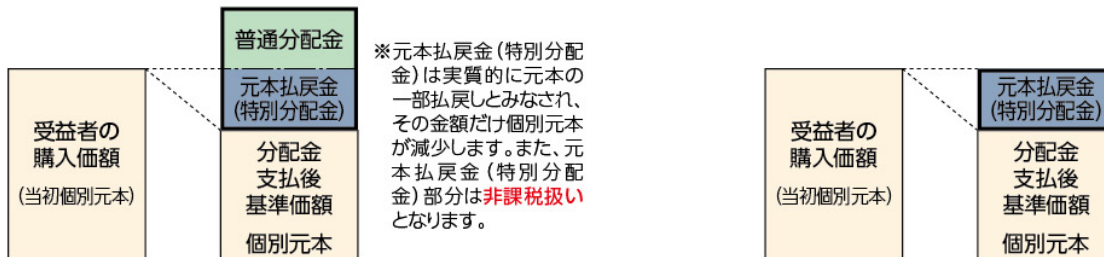 受益者の
購入価額
(当初個別元本)
普通分配金
元本払戻金
(特別分配金)
分配金
支払後
基準価額
個別元本
※元本払戻金(特別分配
金)は実質的に元本の
一部払戻しとみなされ、
その金額だけ個別元本
が減少します。また、元
本払戻金(特別分配
金)部分は非課税扱い
となります。
受益者の
購入価額
(当初個別元本)
元本払戻金
(特別分配金)
分配金
支払後
基準価額
個別元本